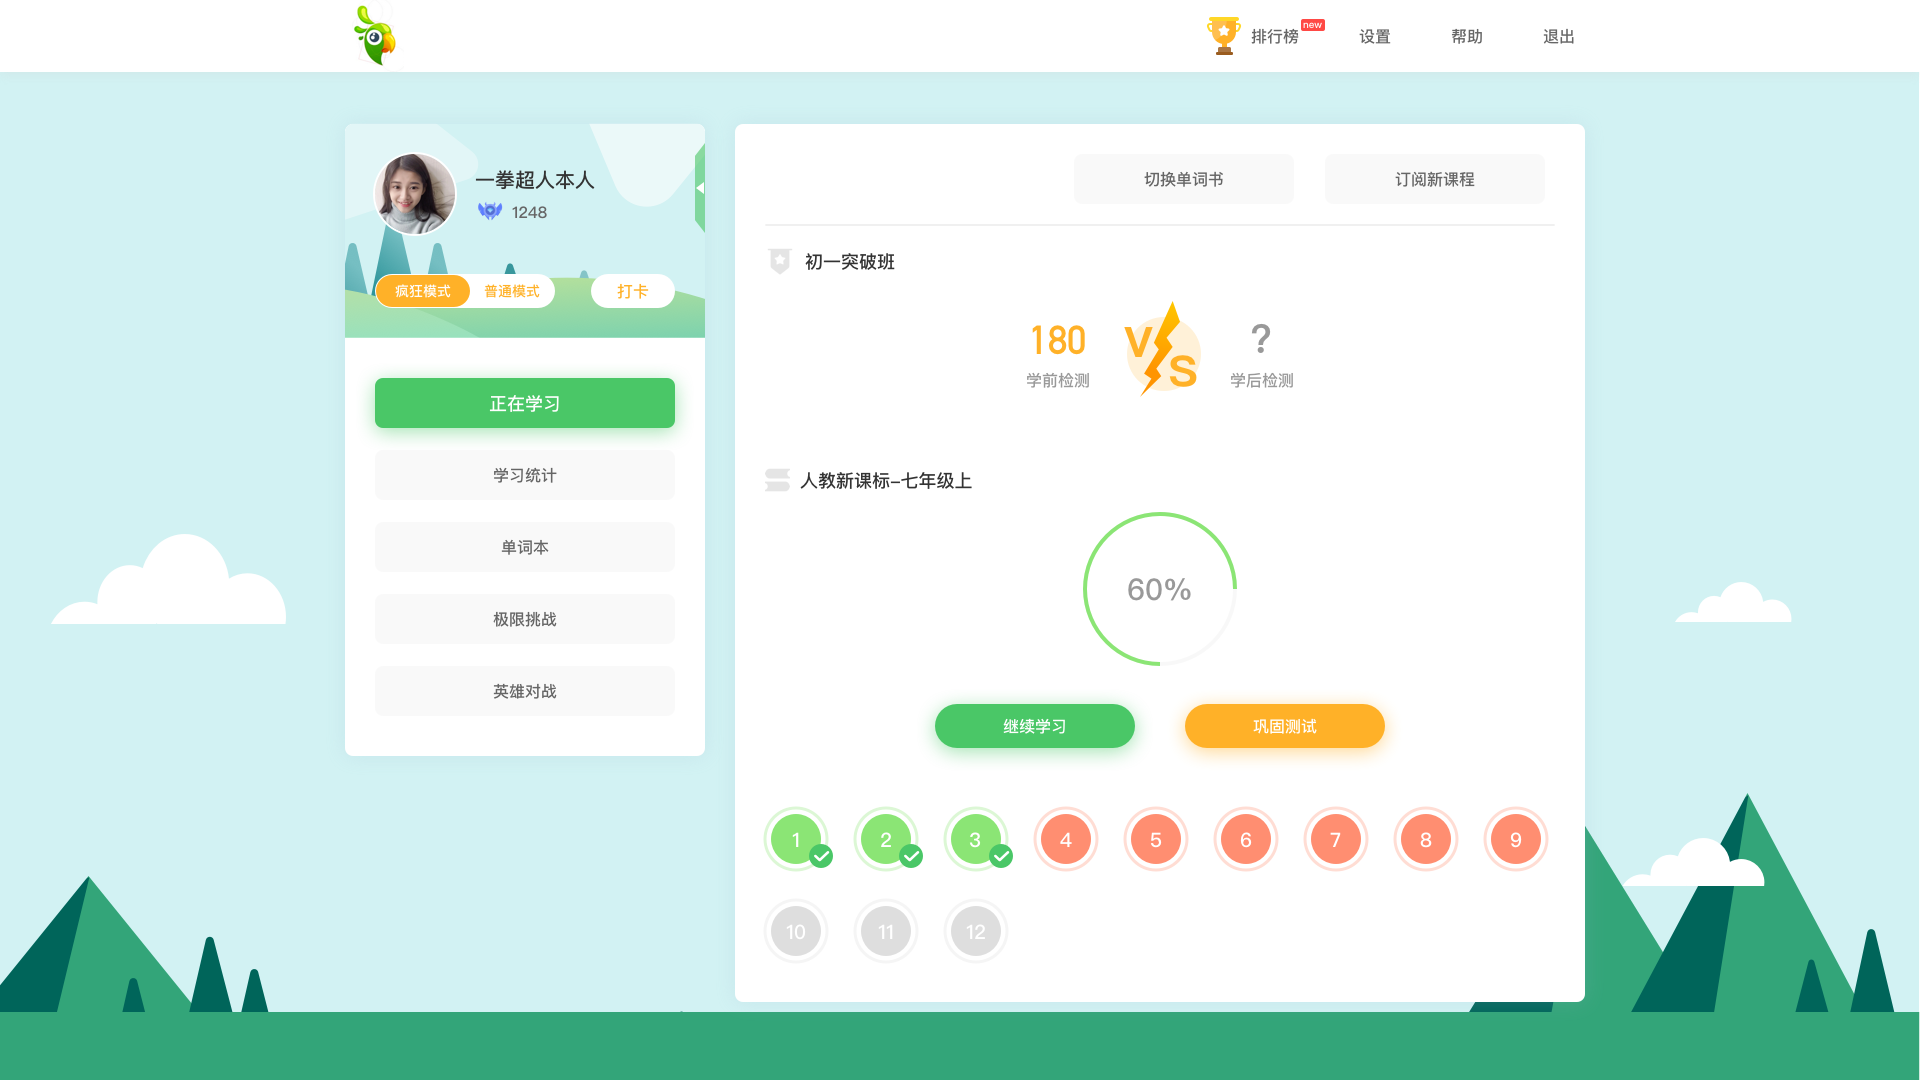 排行榜 new 设置 帮助 退出
一拳超人本人
1248
疯狂模式 普通模式 打卡
正在学习
学习统计
单词本
极限挑战
英雄对战
切换单词书 订阅新课程
初一突破班
180 VS ?
学前检测 学后检测
人教新课标-七年级上
60%
继续学习 巩固测试
1 2 3 4 5 6 7 8 9
10 11 12